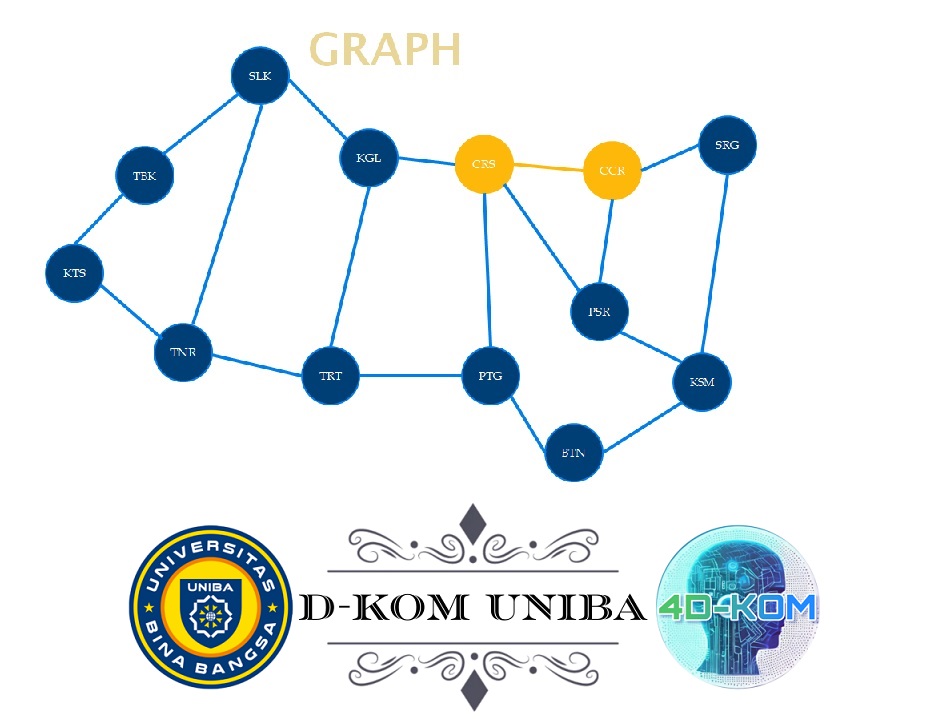 GRAPH
SLK
KGL
CRS
CCR
SRG
TBK
KTS
PSR
TNR
TRT
PTG
KSM
BTN
UNIVERSITAS
UNIBA
BINA BANGSA
D-KOM UNIBA
4D-KOM